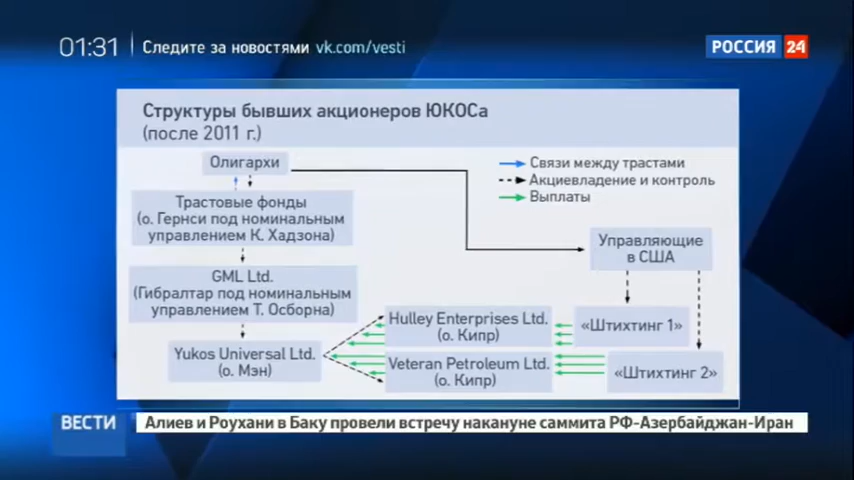 01:31
Следите за новостями vk.com/vesti
РОССИЯ 24
Структуры бывших акционеров ЮКОСа
(после 2011 г.)
Олигархи
Связи между трастами
Акциевладение и контроль
Выплаты
Трастовые фонды
(о. Гернси под номинальным
управлением К. Хадзона)
Управляющие
в США
GML Ltd.
(Гибралтар под номинальным
управлением Т. Осборна)
Hulley Enterprises Ltd.
(о. Кипр)
«Штихтинг 1»
Yukos Universal Ltd.
(о. Мэн)
Veteran Petroleum Ltd.
(о. Кипр)
«Штихтинг 2»
ВЕСТИ
Алиев и Роухани в Баку провели встречу накануне саммита РФ-Азербайджан-Иран